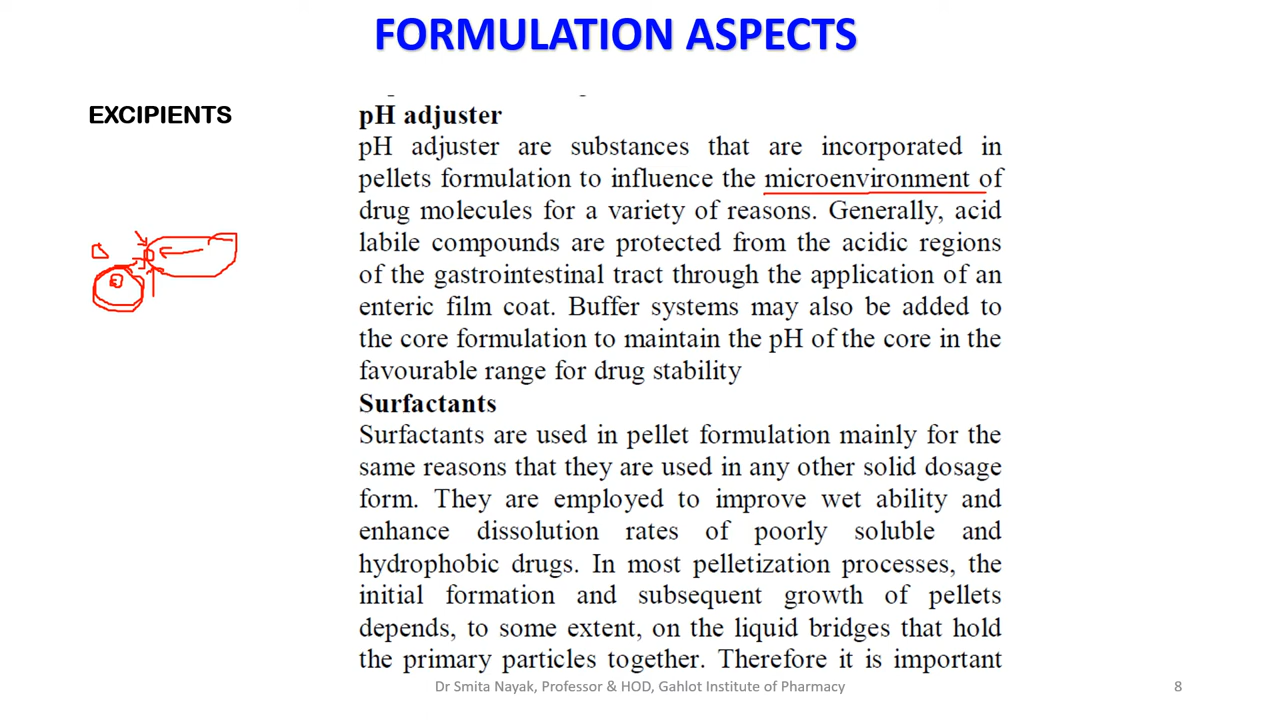 FORMULATION ASPECTS
EXCIPIENTS
pH adjuster
pH adjuster are substances that are incorporated in
pellets formulation to influence the microenvironment of
drug molecules for a variety of reasons. Generally, acid
labile compounds are protected from the acidic regions
of the gastrointestinal tract through the application of an
enteric film coat. Buffer systems may also be added to
the core formulation to maintain the pH of the core in the
favourable range for drug stability
Surfactants
Surfactants are used in pellet formulation mainly for the
same reasons that they are used in any other solid dosage
form. They are employed to improve wet ability and
enhance dissolution rates of poorly soluble and
hydrophobic drugs. In most pelletization processes, the
initial formation and subsequent growth of pellets
depends, to some extent, on the liquid bridges that hold
the primary particles together. Therefore it is important
Dr Smita Nayak, Professor & HOD, Gahlot Institute of Pharmacy
8